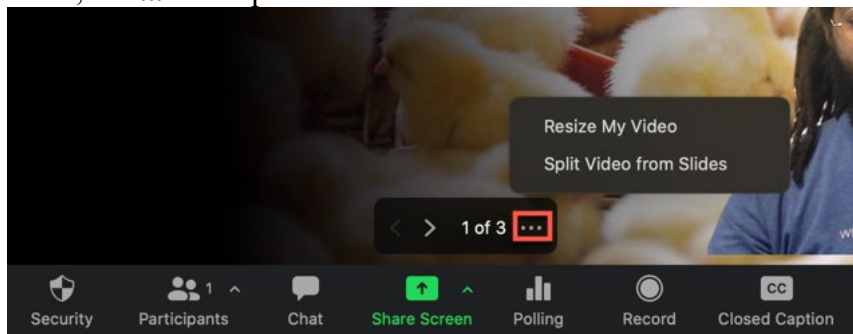 Resize My Video
Split Video from Slides
1 of 3
1
CC
Security Participants Chat Share Screen Polling Record Closed Caption